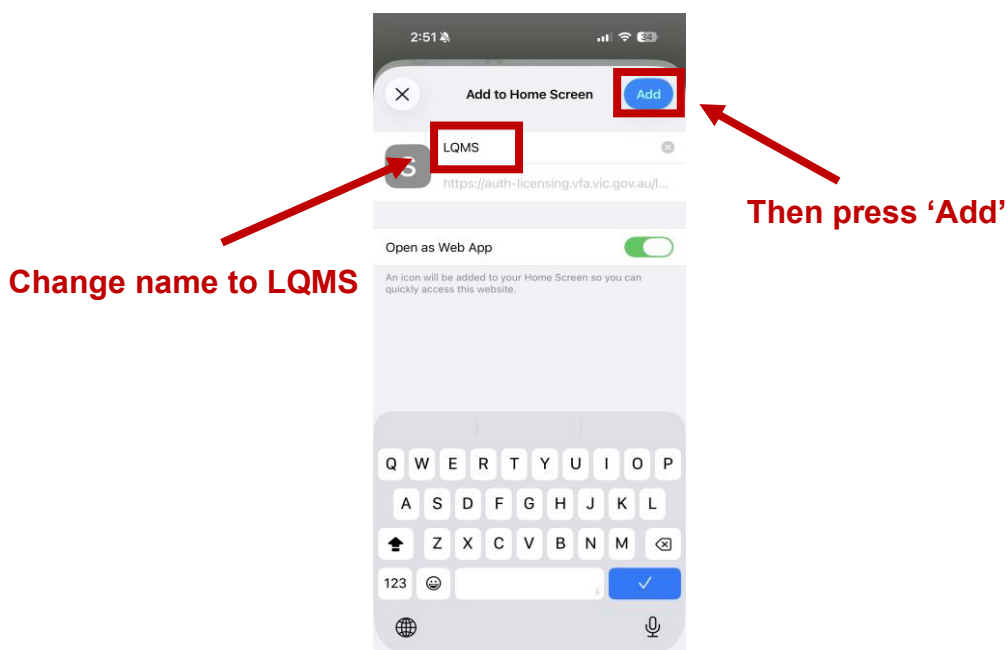 2:51
34
Add to Home Screen
Add
S
LQMS
https://auth-licensing.vfa.vic.gov.au/l...
Then press ‘Add’
Open as Web App
Change name to LQMS
An icon will be added to your Home Screen so you can
quickly access this website.
Q W E R T Y U I O P
A S D F G H J K L
Z X C V B N M
123